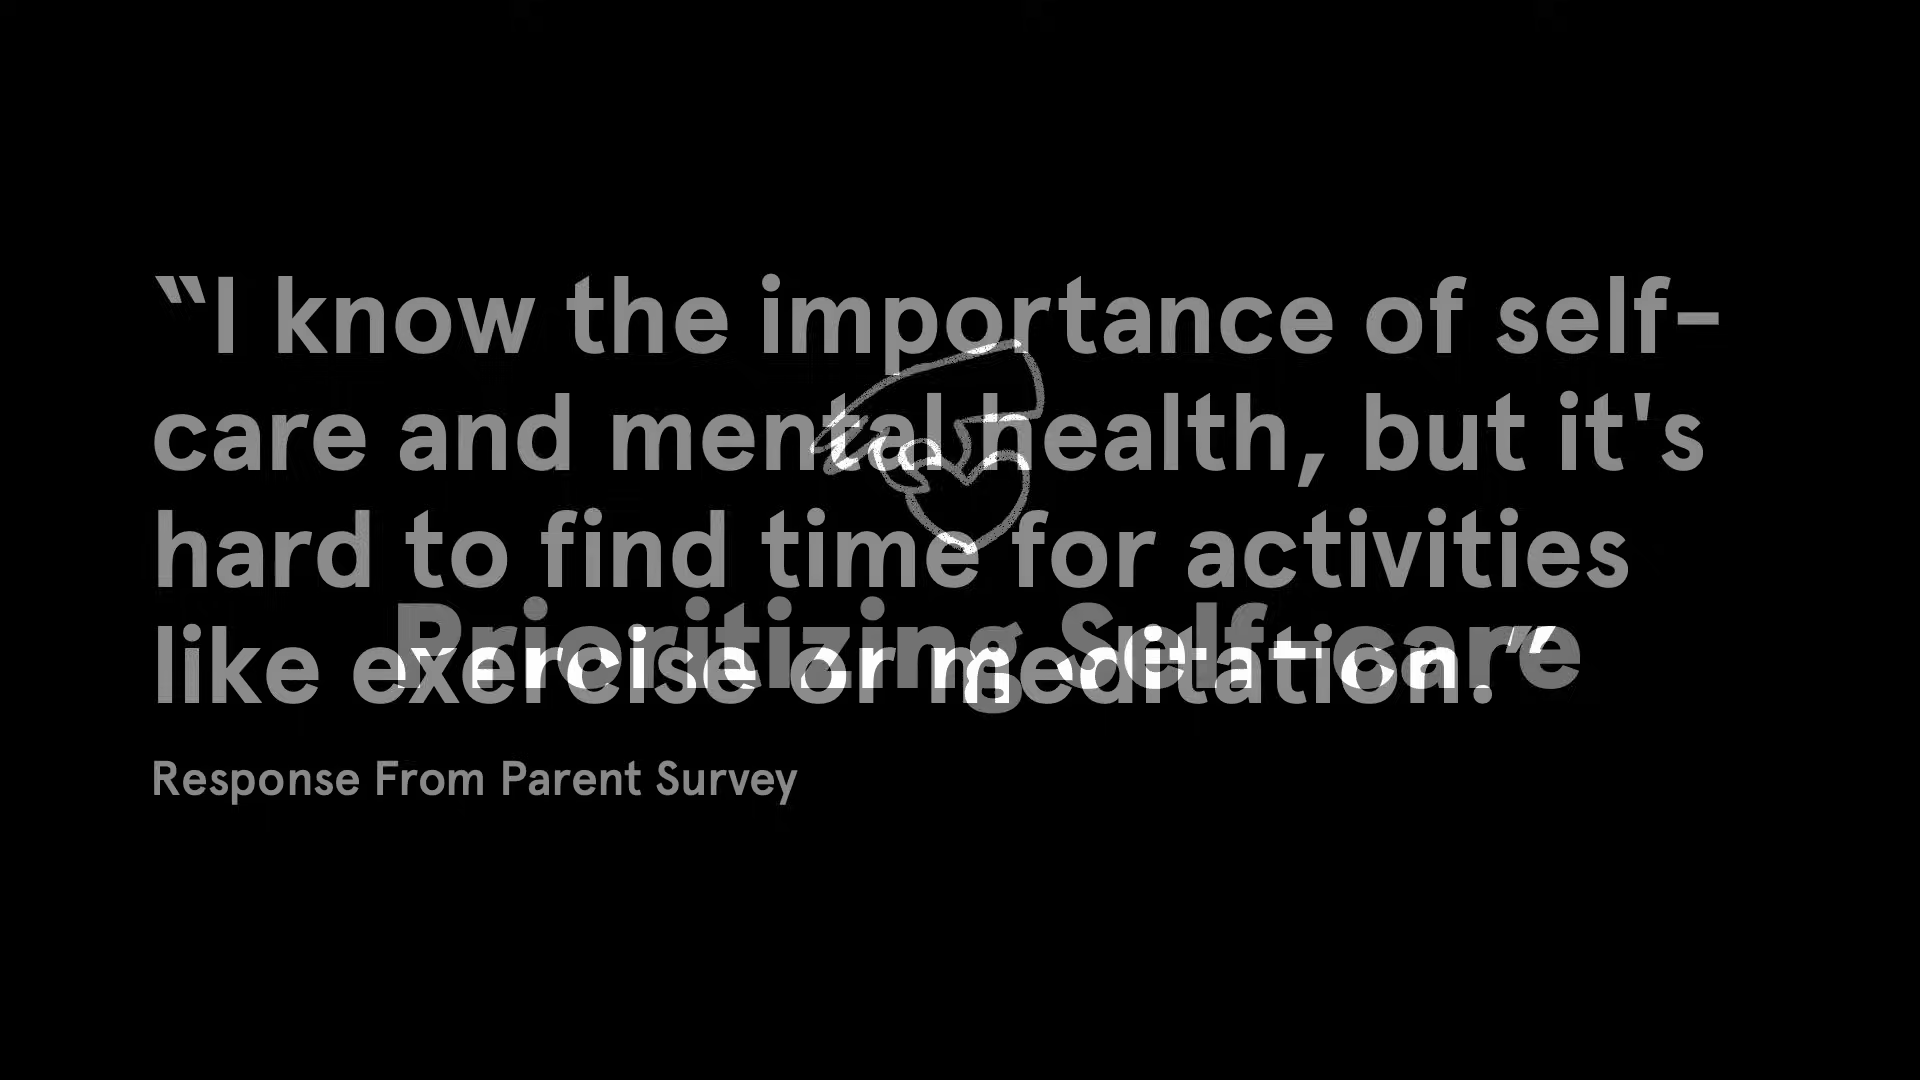 “I know the importance of self-
care and mental health, but it's
hard to find time for activities
like exercise or meditation.”
Prioritizing Self-care
Response From Parent Survey